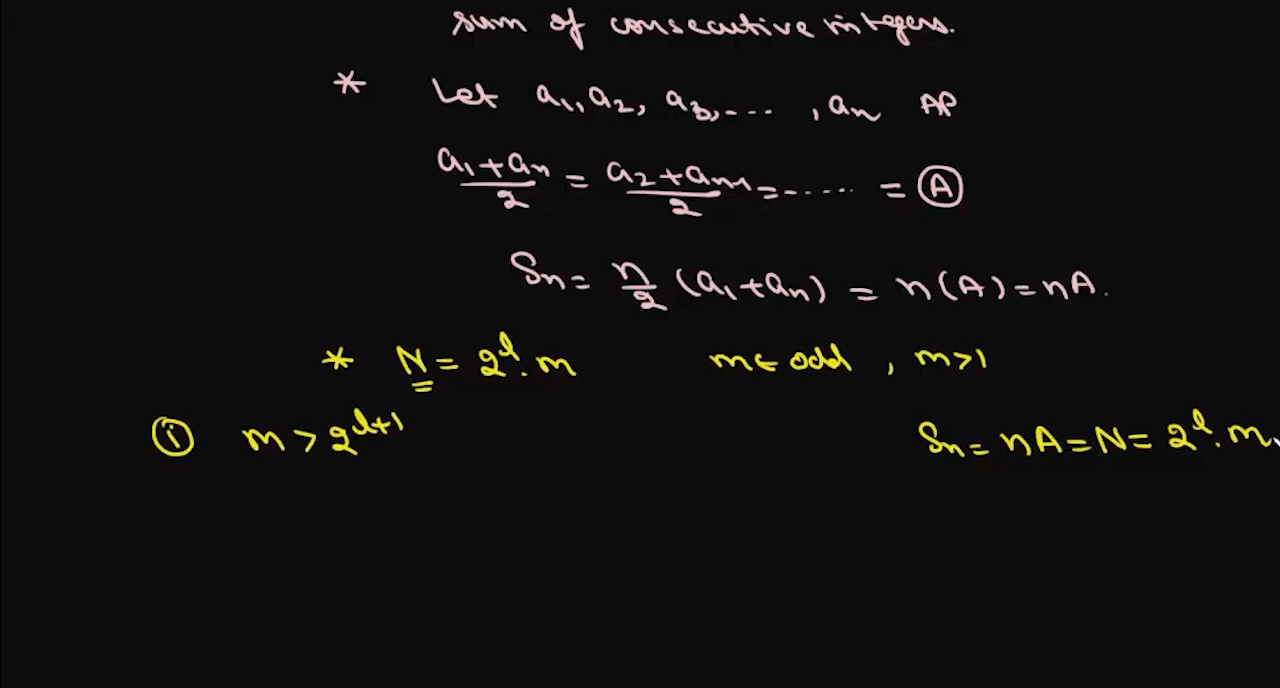 sum of consecutive integers.
* Let a₁, a₂, a₃, ---- , aₙ AP
(a₁+aₙ)/2 = (a₂+aₙ₋₁)/2 = ------ = Ⓐ
Sₙ = n/2 (a₁+aₙ) = n(A) = nA.
* N = 2^l . m m ← odd , m>1
ⓘ m > 2^(l+1) Sₙ = nA = N = 2^l . m